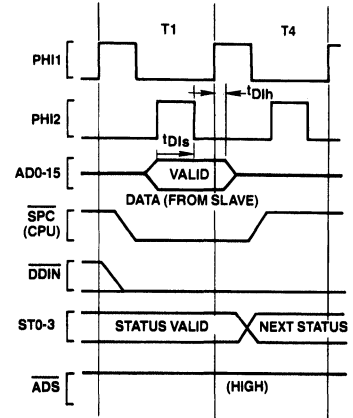 T1 T4
PHI1
PHI2
tDIh
tDIs
AD0-15
VALID
DATA (FROM SLAVE)
SPC
(CPU)
DDIN
ST0-3
STATUS VALID
NEXT STATUS
ADS
(HIGH)